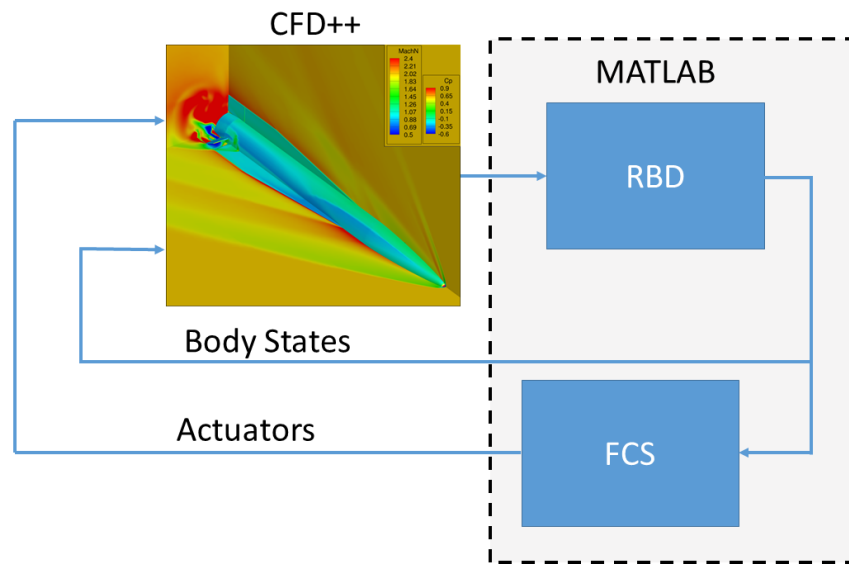 CFD++
MATLAB
MachN
2.4
2.21
2.02
1.83
1.64
1.45
1.26
1.07
0.88
0.69
0.5
Cp
0.9
0.65
0.4
0.15
-0.1
-0.35
-0.6
RBD
Body States
Actuators
FCS